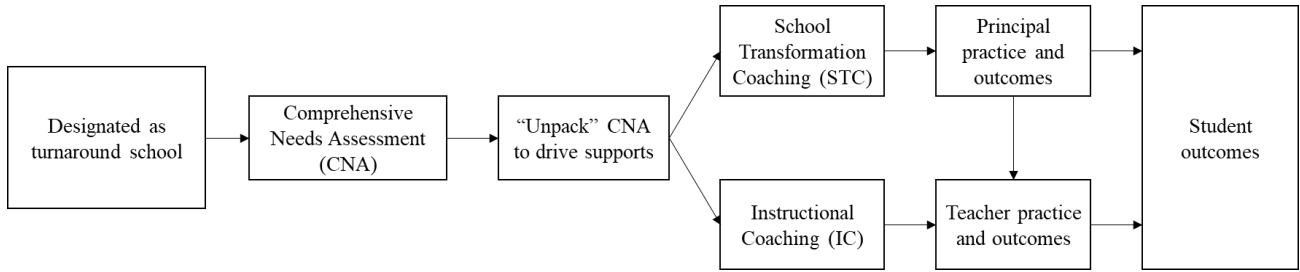 Designated as
turnaround school
Comprehensive
Needs Assessment
(CNA)
“Unpack” CNA
to drive supports
School
Transformation
Coaching (STC)
Principal
practice and
outcomes
Instructional
Coaching (IC)
Teacher practice
and outcomes
Student
outcomes